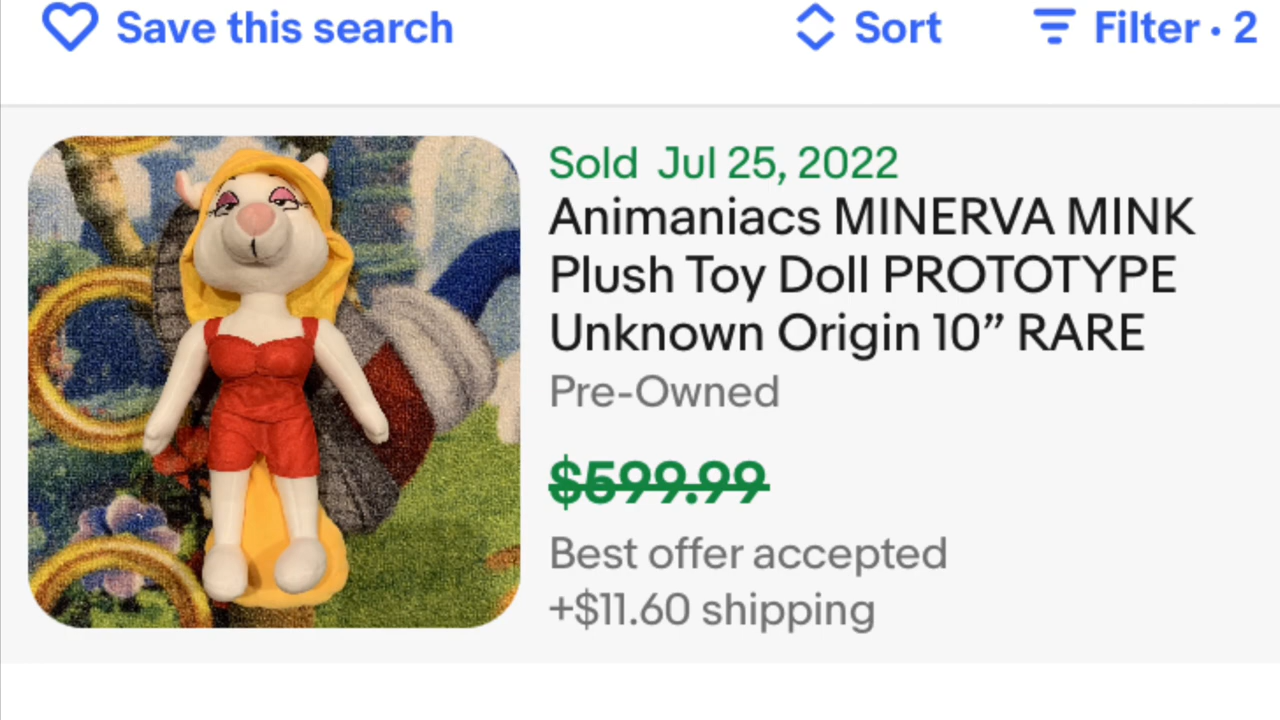 Save this search
Sort
Filter · 2
Sold Jul 25, 2022
Animaniacs MINERVA MINK
Plush Toy Doll PROTOTYPE
Unknown Origin 10” RARE
Pre-Owned
$599.99
Best offer accepted
+$11.60 shipping